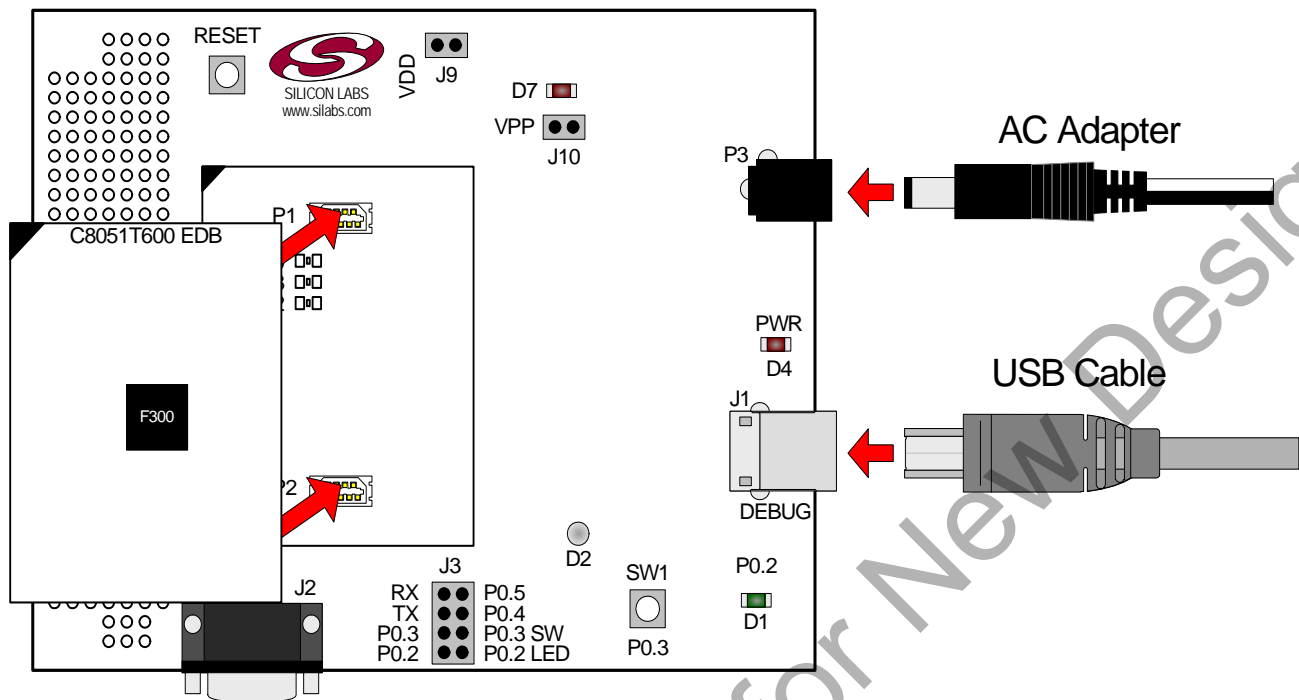 RESET
SILICON LABS
www.silabs.com
VDD
J9
D7
VPP
J10
P3
AC Adapter
P1
C8051T600 EDB
PWR
D4
USB Cable
F300
J1
DEBUG
P2
D2
J2
J3
RX P0.5
TX P0.4
P0.3 P0.3 SW
P0.2 P0.2 LED
SW1
P0.3
P0.2
D1
for New